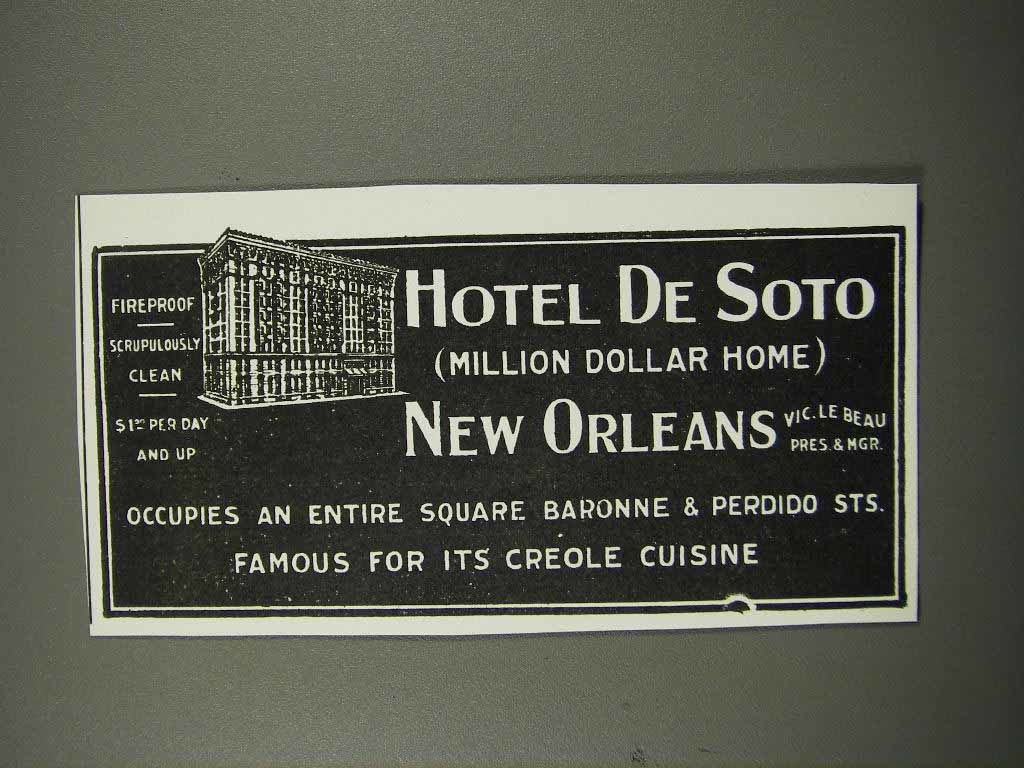 FIREPROOF
SCRUPULOUSLY
CLEAN
$1.00 PER DAY
AND UP
HOTEL DE SOTO
(MILLION DOLLAR HOME)
NEW ORLEANS
VIC. LE BEAU
PRES. & MGR.
OCCUPIES AN ENTIRE SQUARE BARONNE & PERDIDO STS.
FAMOUS FOR ITS CREOLE CUISINE